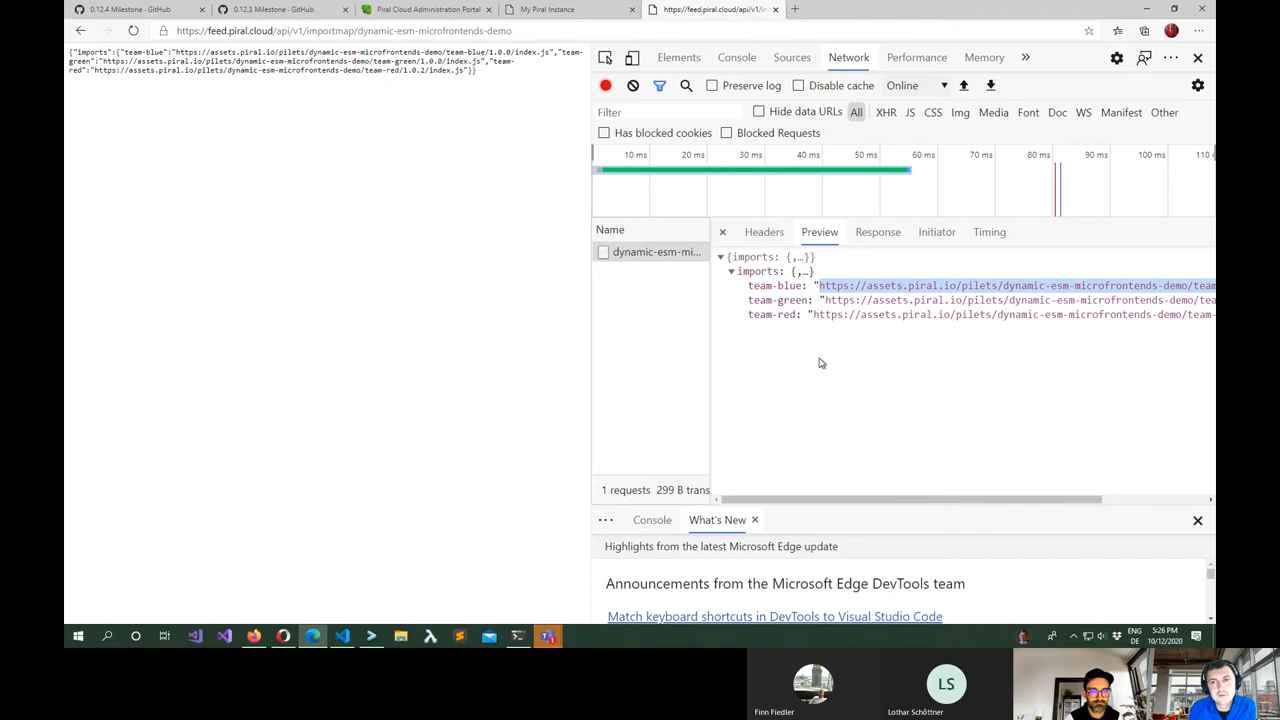 0.12.4 Milestone · GitHub
0.12.3 Milestone · GitHub
Piral Cloud Administration Portal
My Piral Instance
https://feed.piral.cloud/api/v1/im
https://feed.piral.cloud/api/v1/importmap/dynamic-esm-microfrontends-demo
{"imports":{"team-blue":"https://assets.piral.io/pilets/dynamic-esm-microfrontends-demo/team-blue/1.0.0/index.js","team-
green":"https://assets.piral.io/pilets/dynamic-esm-microfrontends-demo/team-green/1.0.0/index.js","team-
red":"https://assets.piral.io/pilets/dynamic-esm-microfrontends-demo/team-red/1.0.2/index.js"}}
Elements Console Sources Network Performance Memory
Preserve log Disable cache Online
Filter Hide data URLs All XHR JS CSS Img Media Font Doc WS Manifest Other
Has blocked cookies Blocked Requests
10 ms 20 ms 30 ms 40 ms 50 ms 60 ms 70 ms 80 ms 90 ms 100 ms 110
Name
Headers Preview Response Initiator Timing
dynamic-esm-mi...
{imports: {,…}}
imports: {,…}
team-blue: "https://assets.piral.io/pilets/dynamic-esm-microfrontends-demo/team
team-green: "https://assets.piral.io/pilets/dynamic-esm-microfrontends-demo/tea
team-red: "https://assets.piral.io/pilets/dynamic-esm-microfrontends-demo/team-
1 requests 299 B trans
Console What's New
Highlights from the latest Microsoft Edge update
Announcements from the Microsoft Edge DevTools team
Match keyboard shortcuts in DevTools to Visual Studio Code
ENG
DE
5:26 PM
10/12/2020
LS
Finn Fiedler
Lothar Schöttner